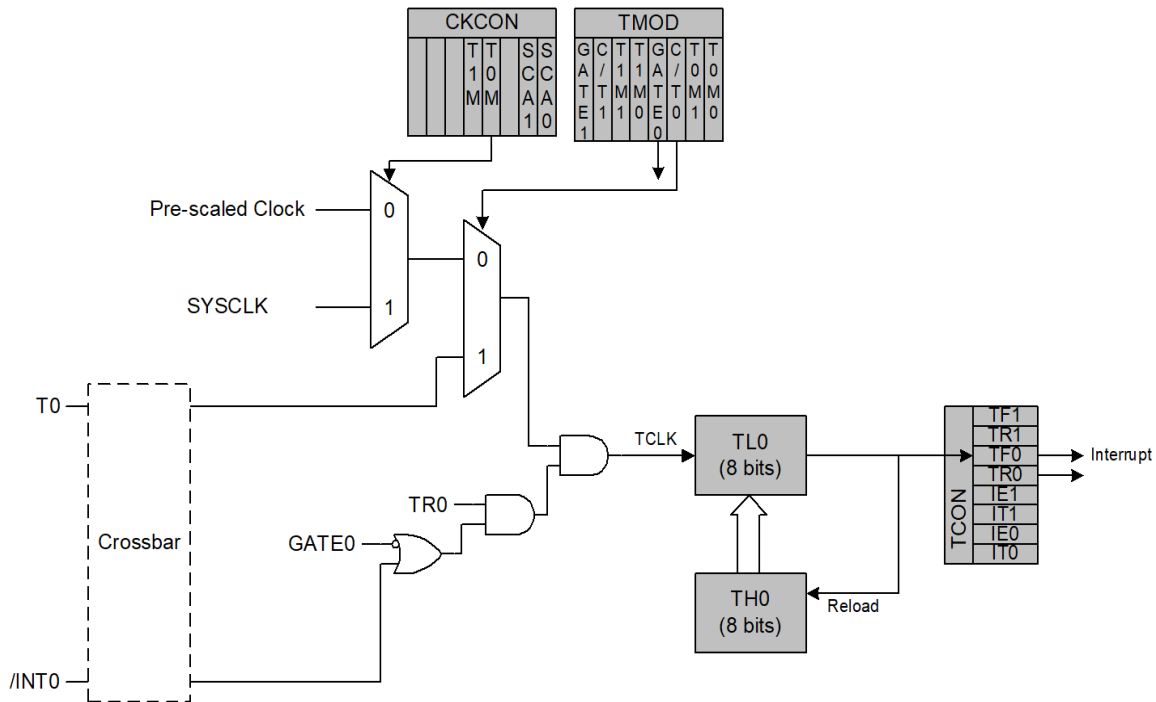 CKCON
T1M
T0M
SCA1
SCA0
TMOD
GATE1
C/T1
T1M1
T1M0
GATE0
C/T0
T0M1
T0M0
Pre-scaled Clock
0
SYSCLK
1
0
1
T0
Crossbar
/INT0
TR0
GATE0
TCLK
TL0
(8 bits)
TH0
(8 bits)
Reload
TCON
TF1
TR1
TF0
TR0
IE1
IT1
IE0
IT0
Interrupt